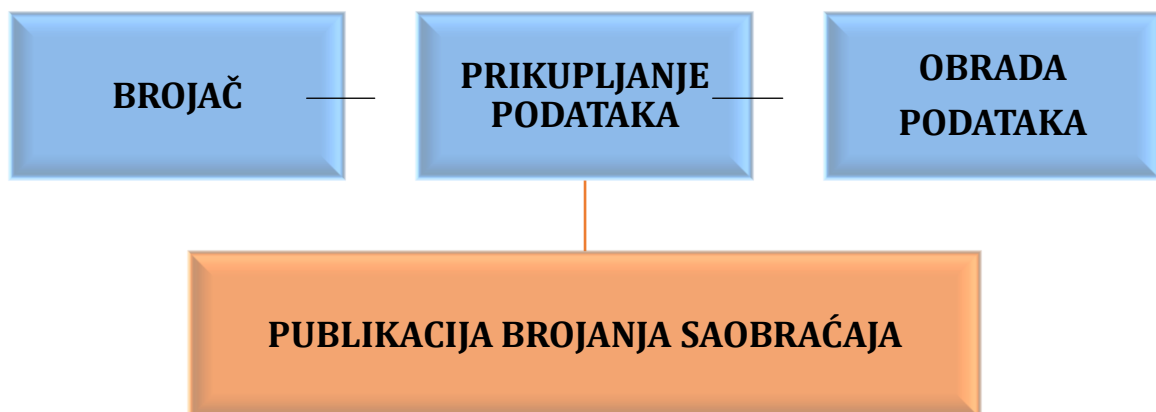 BROJAČ
PRIKUPLJANJE
PODATAKA
OBRADA
PODATAKA
PUBLIKACIJA BROJANJA SAOBRAĆAJA